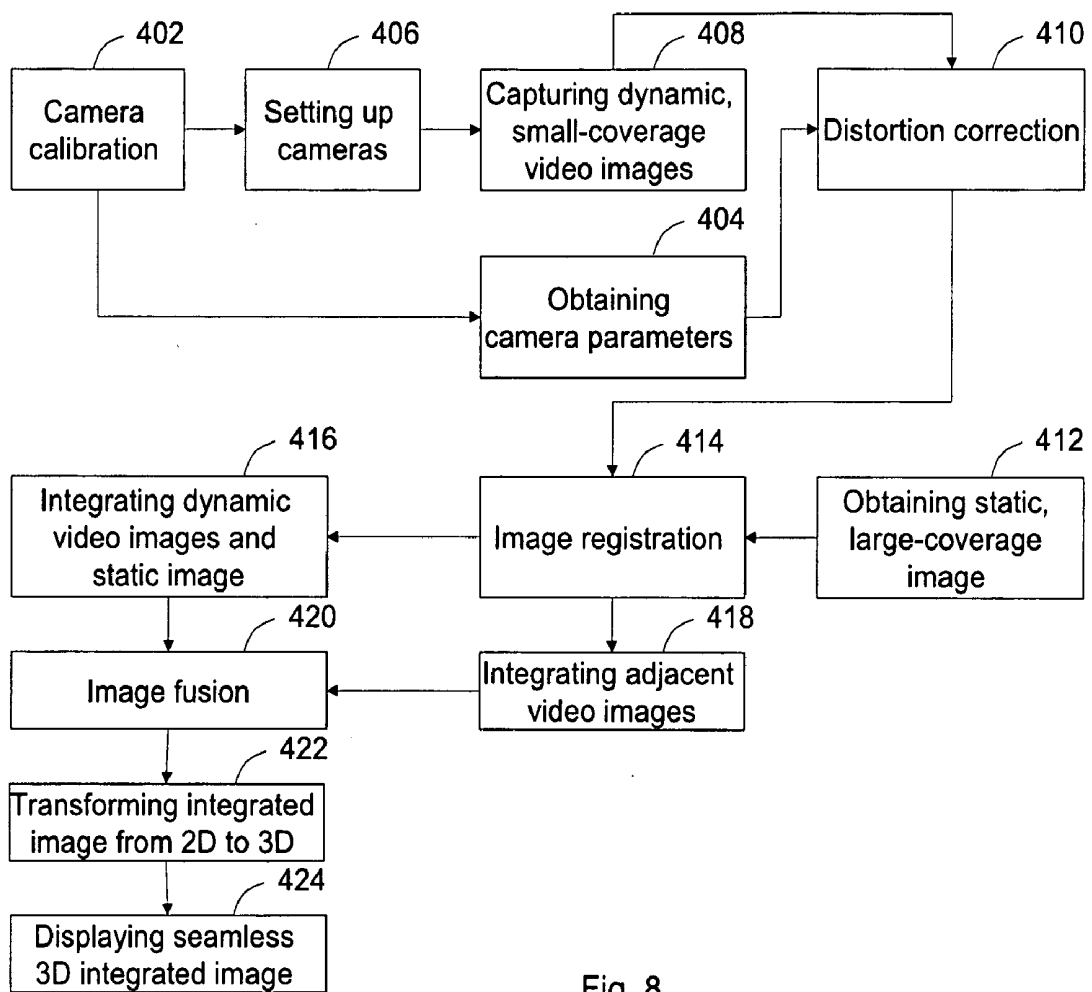 402
406
408
410
Camera
calibration
Setting up
cameras
Capturing dynamic,
small-coverage
video images
Distortion correction
404
Obtaining
camera parameters
416
414
412
Integrating dynamic
video images and
static image
Image registration
Obtaining static,
large-coverage
image
420
418
Image fusion
Integrating adjacent
video images
422
Transforming integrated
image from 2D to 3D
424
Displaying seamless
3D integrated image
Fig. 8